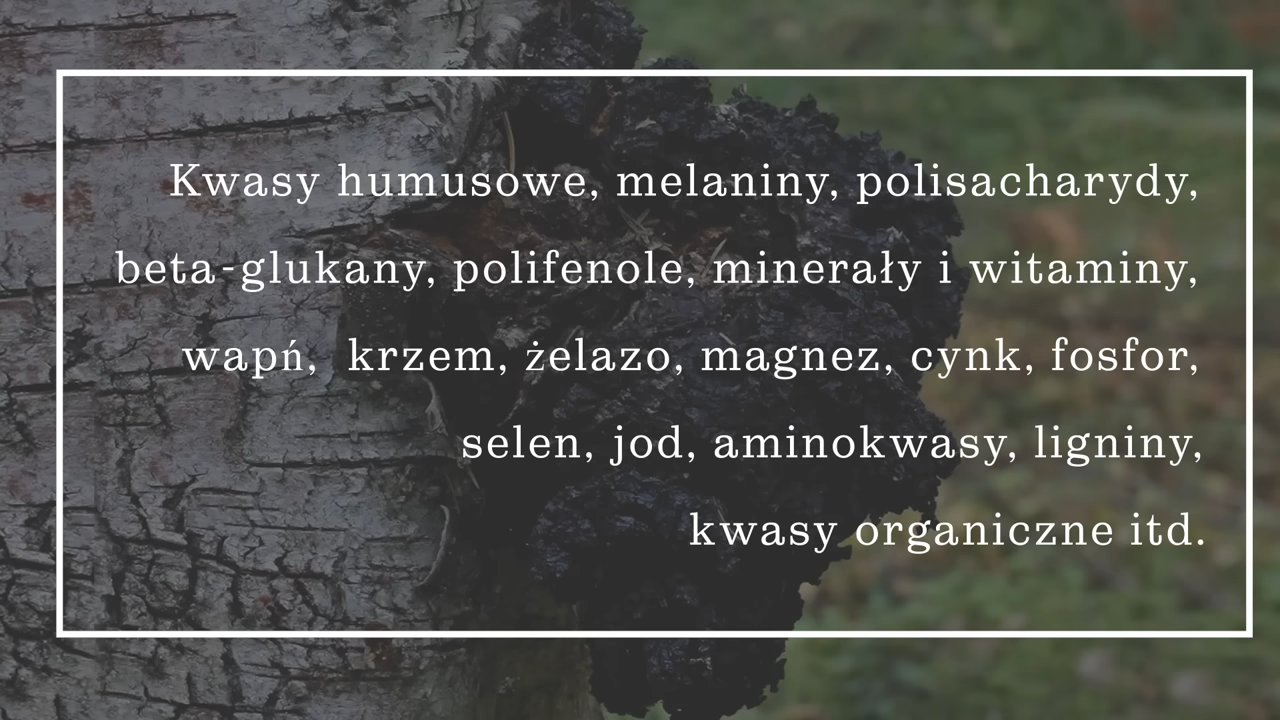 Kwasy humusowe, melaniny, polisacharydy,
beta-glukany, polifenole, minerały i witaminy,
wapń, krzem, żelazo, magnez, cynk, fosfor,
selen, jod, aminokwasy, ligniny,
kwasy organiczne itd.